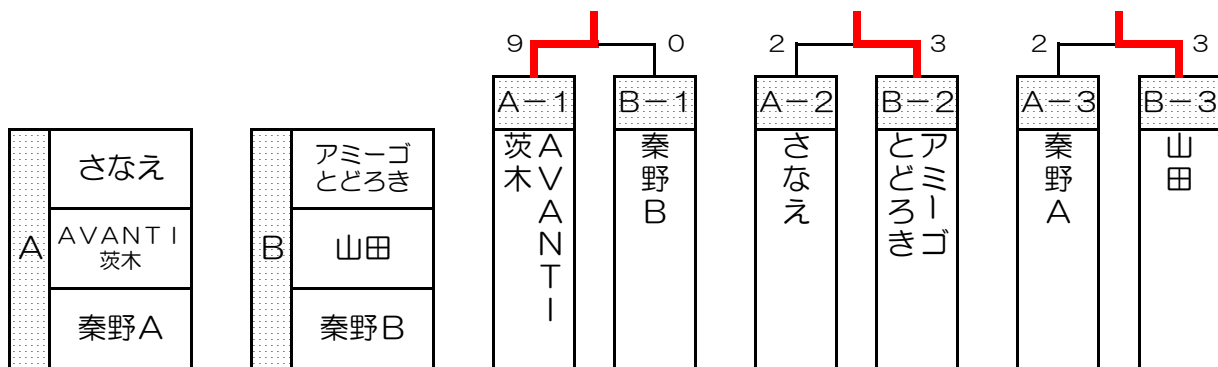 A
さなえ
AVANTI
茨木
秦野A
B
アミーゴ
とどろき
山田
秦野B
9
0
A-1
B-1
AVANTI
茨木
秦野B
2
3
A-2
B-2
さなえ
アミーゴ
とどろき
2
3
A-3
B-3
秦野A
山田